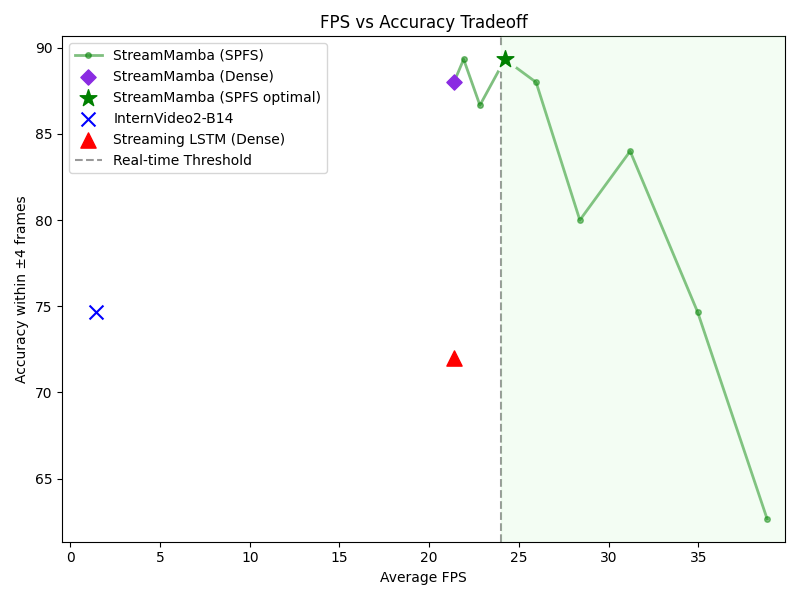 FPS vs Accuracy Tradeoff
StreamMamba (SPFS)
StreamMamba (Dense)
StreamMamba (SPFS optimal)
InternVideo2-B14
Streaming LSTM (Dense)
Real-time Threshold
Accuracy within ±4 frames
90
85
80
75
70
65
0 5 10 15 20 25 30 35
Average FPS